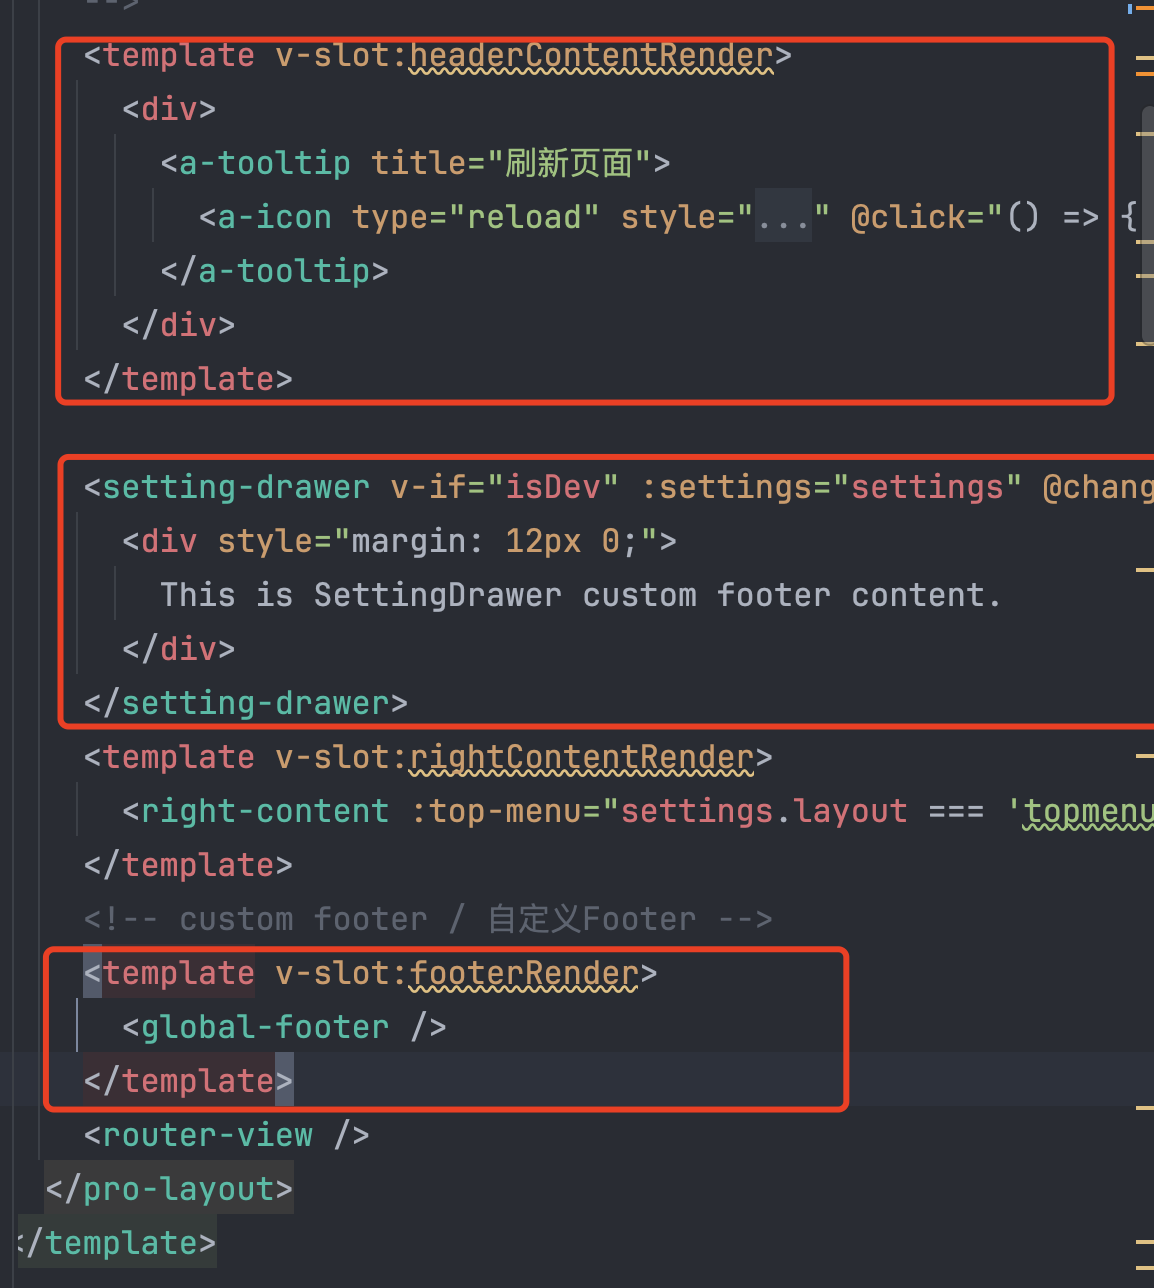 -->
<template v-slot:headerContentRender>
<div>
<a-tooltip title="刷新页面">
<a-icon type="reload" style="..." @click="() => {
</a-tooltip>
</div>
</template>
<setting-drawer v-if="isDev" :settings="settings" @chang
<div style="margin: 12px 0;">
This is SettingDrawer custom footer content.
</div>
</setting-drawer>
<template v-slot:rightContentRender>
<right-content :top-menu="settings.layout === 'topmenu
</template>
<!-- custom footer / 自定义Footer -->
<template v-slot:footerRender>
<global-footer />
</template>
<router-view />
</pro-layout>
</template>